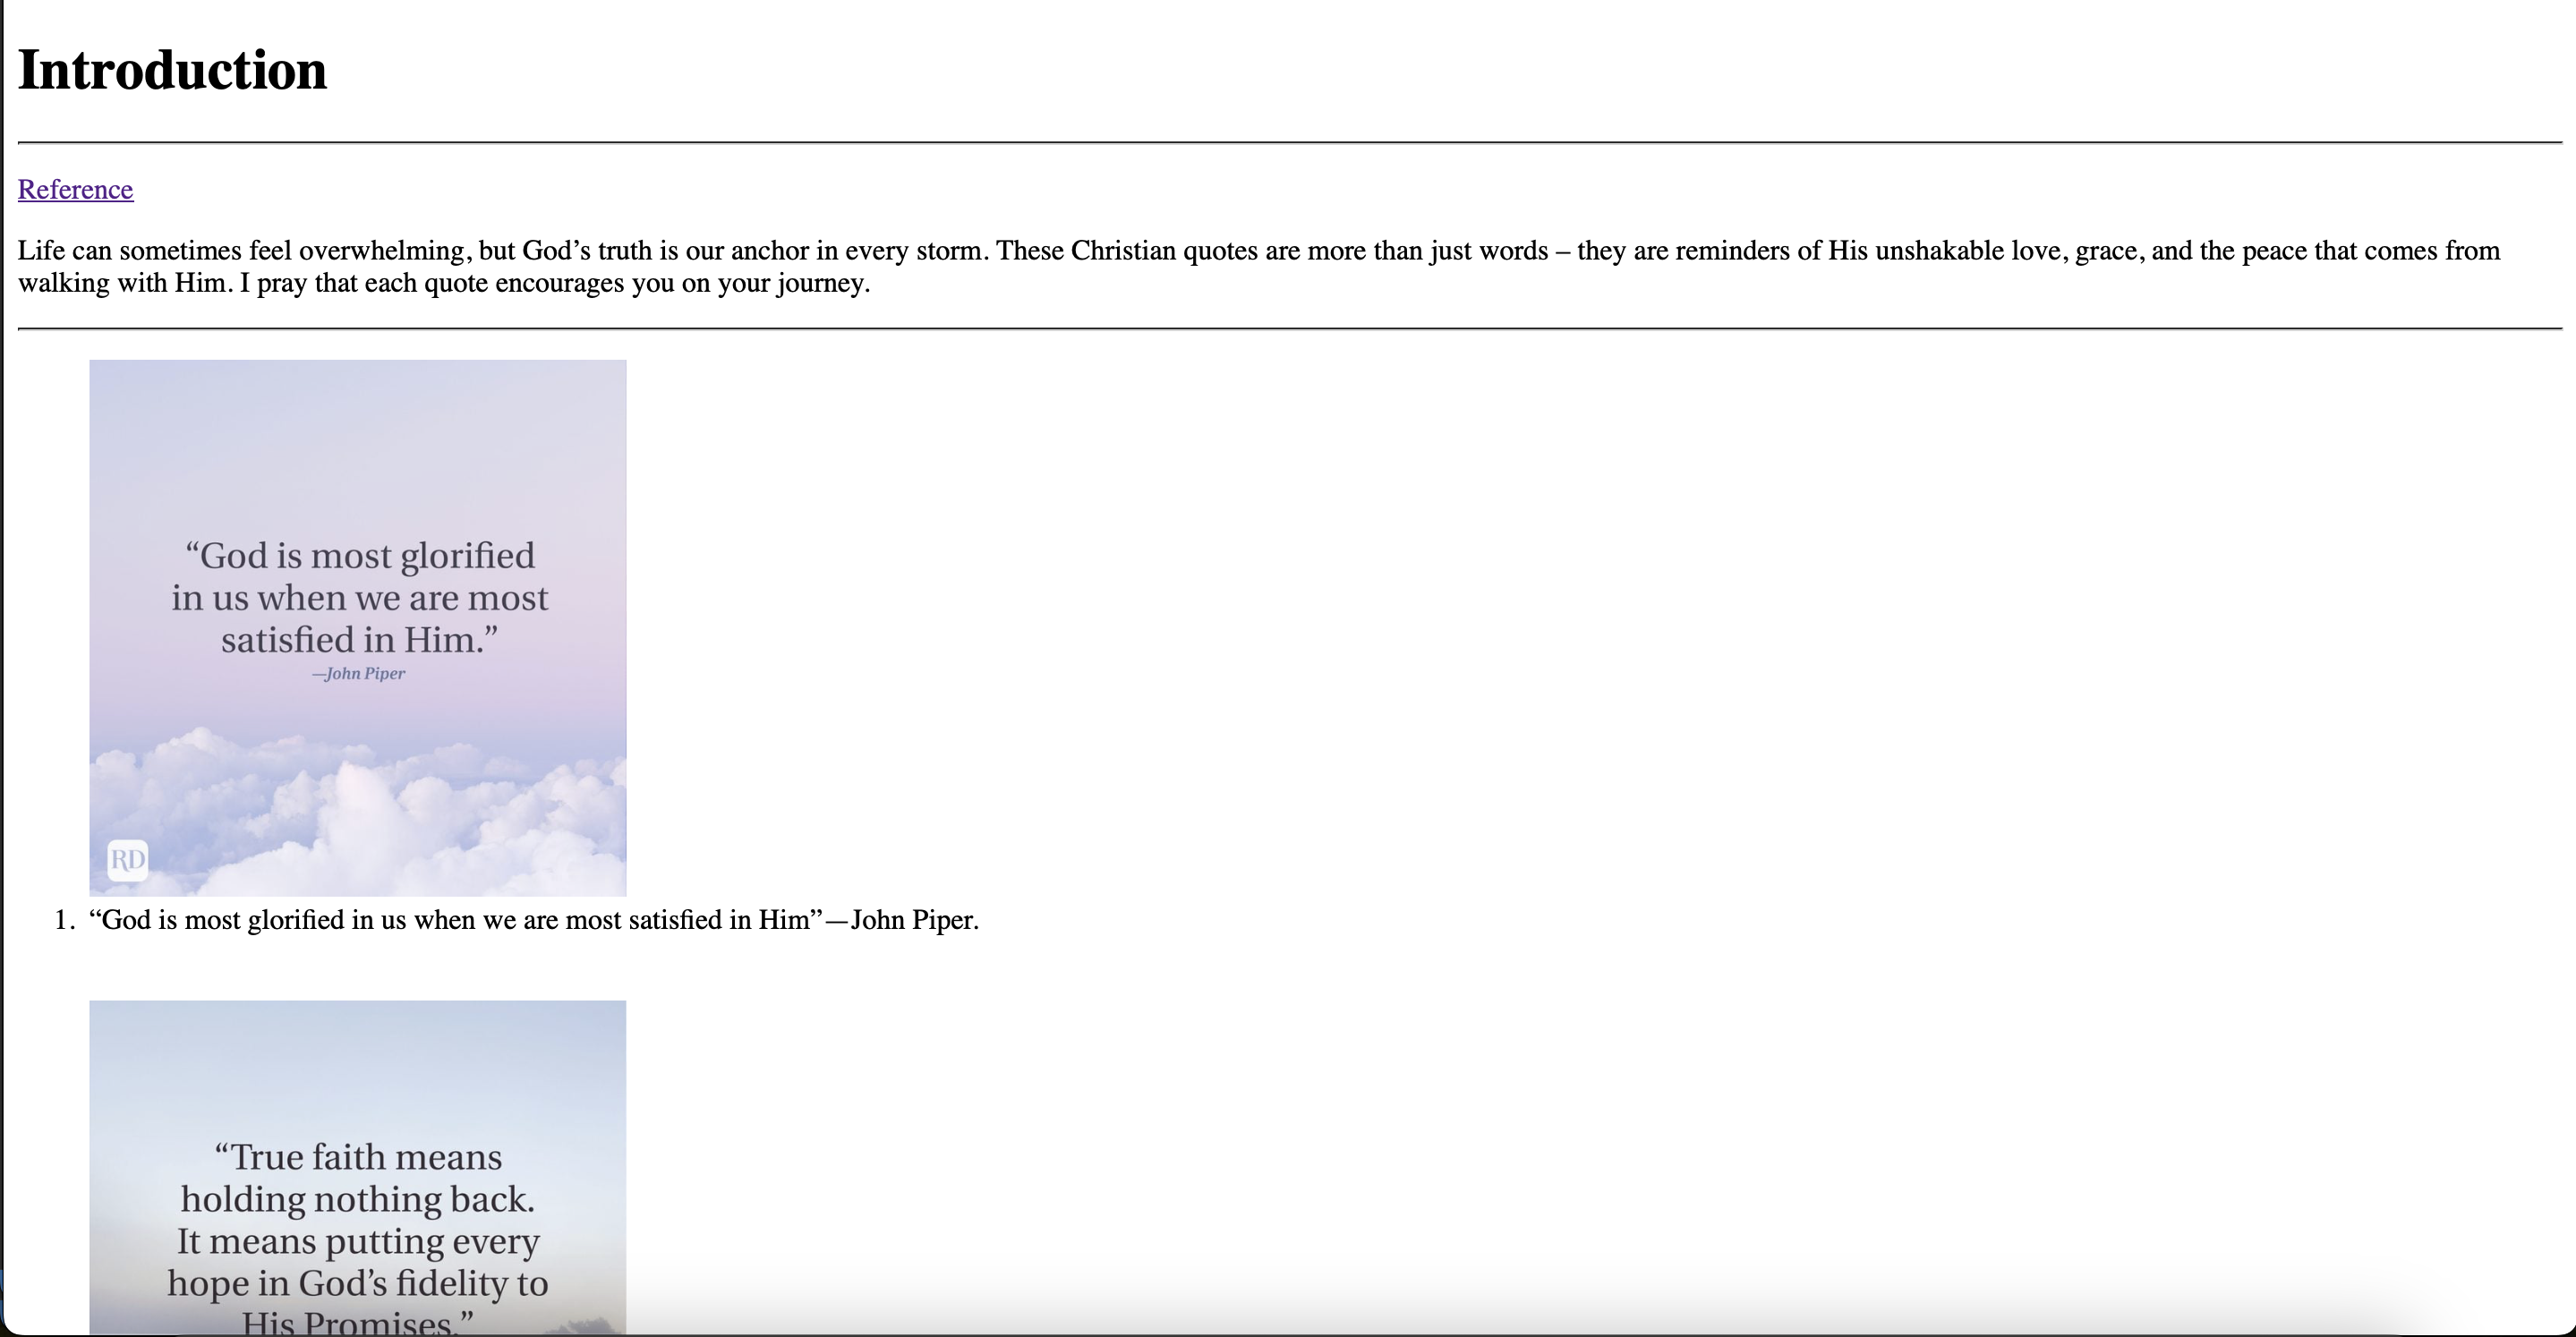 Introduction
Reference
Life can sometimes feel overwhelming, but God’s truth is our anchor in every storm. These Christian quotes are more than just words – they are reminders of His unshakable love, grace, and the peace that comes from
walking with Him. I pray that each quote encourages you on your journey.
“God is most glorified
in us when we are most
satisfied in Him.”
—John Piper
RD
1. “God is most glorified in us when we are most satisfied in Him”—John Piper.
“True faith means
holding nothing back.
It means putting every
hope in God’s fidelity to
His Promises.”